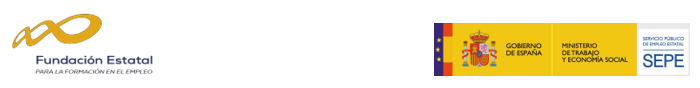 Fundación Estatal
PARA LA FORMACIÓN EN EL EMPLEO
GOBIERNO
DE ESPAÑA
MINISTERIO
DE TRABAJO
Y ECONOMÍA SOCIAL
SERVICIO PÚBLICO
DE EMPLEO ESTATAL
SEPE